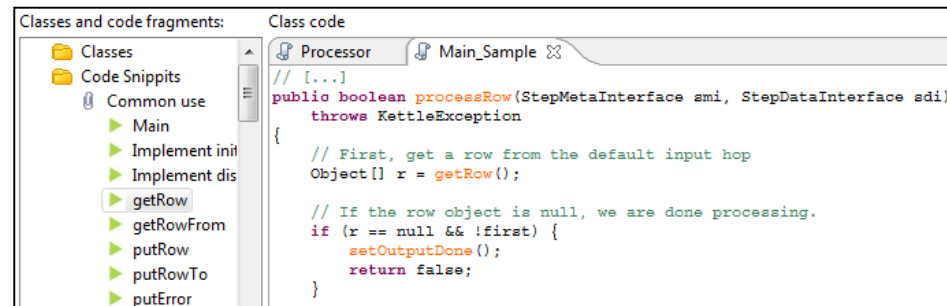 Classes and code fragments:
Classes
Code Snippits
Common use
Main
Implement init
Implement dis
getRow
getRowFrom
putRow
putRowTo
putError
Class code
Processor
Main_Sample
// [...]
public boolean processRow(StepMetaInterface smi, StepDataInterface sdi)
    throws KettleException
{
    // First, get a row from the default input hop
    Object[] r = getRow();

    // If the row object is null, we are done processing.
    if (r == null && !first) {
        setOutputDone();
        return false;
    }